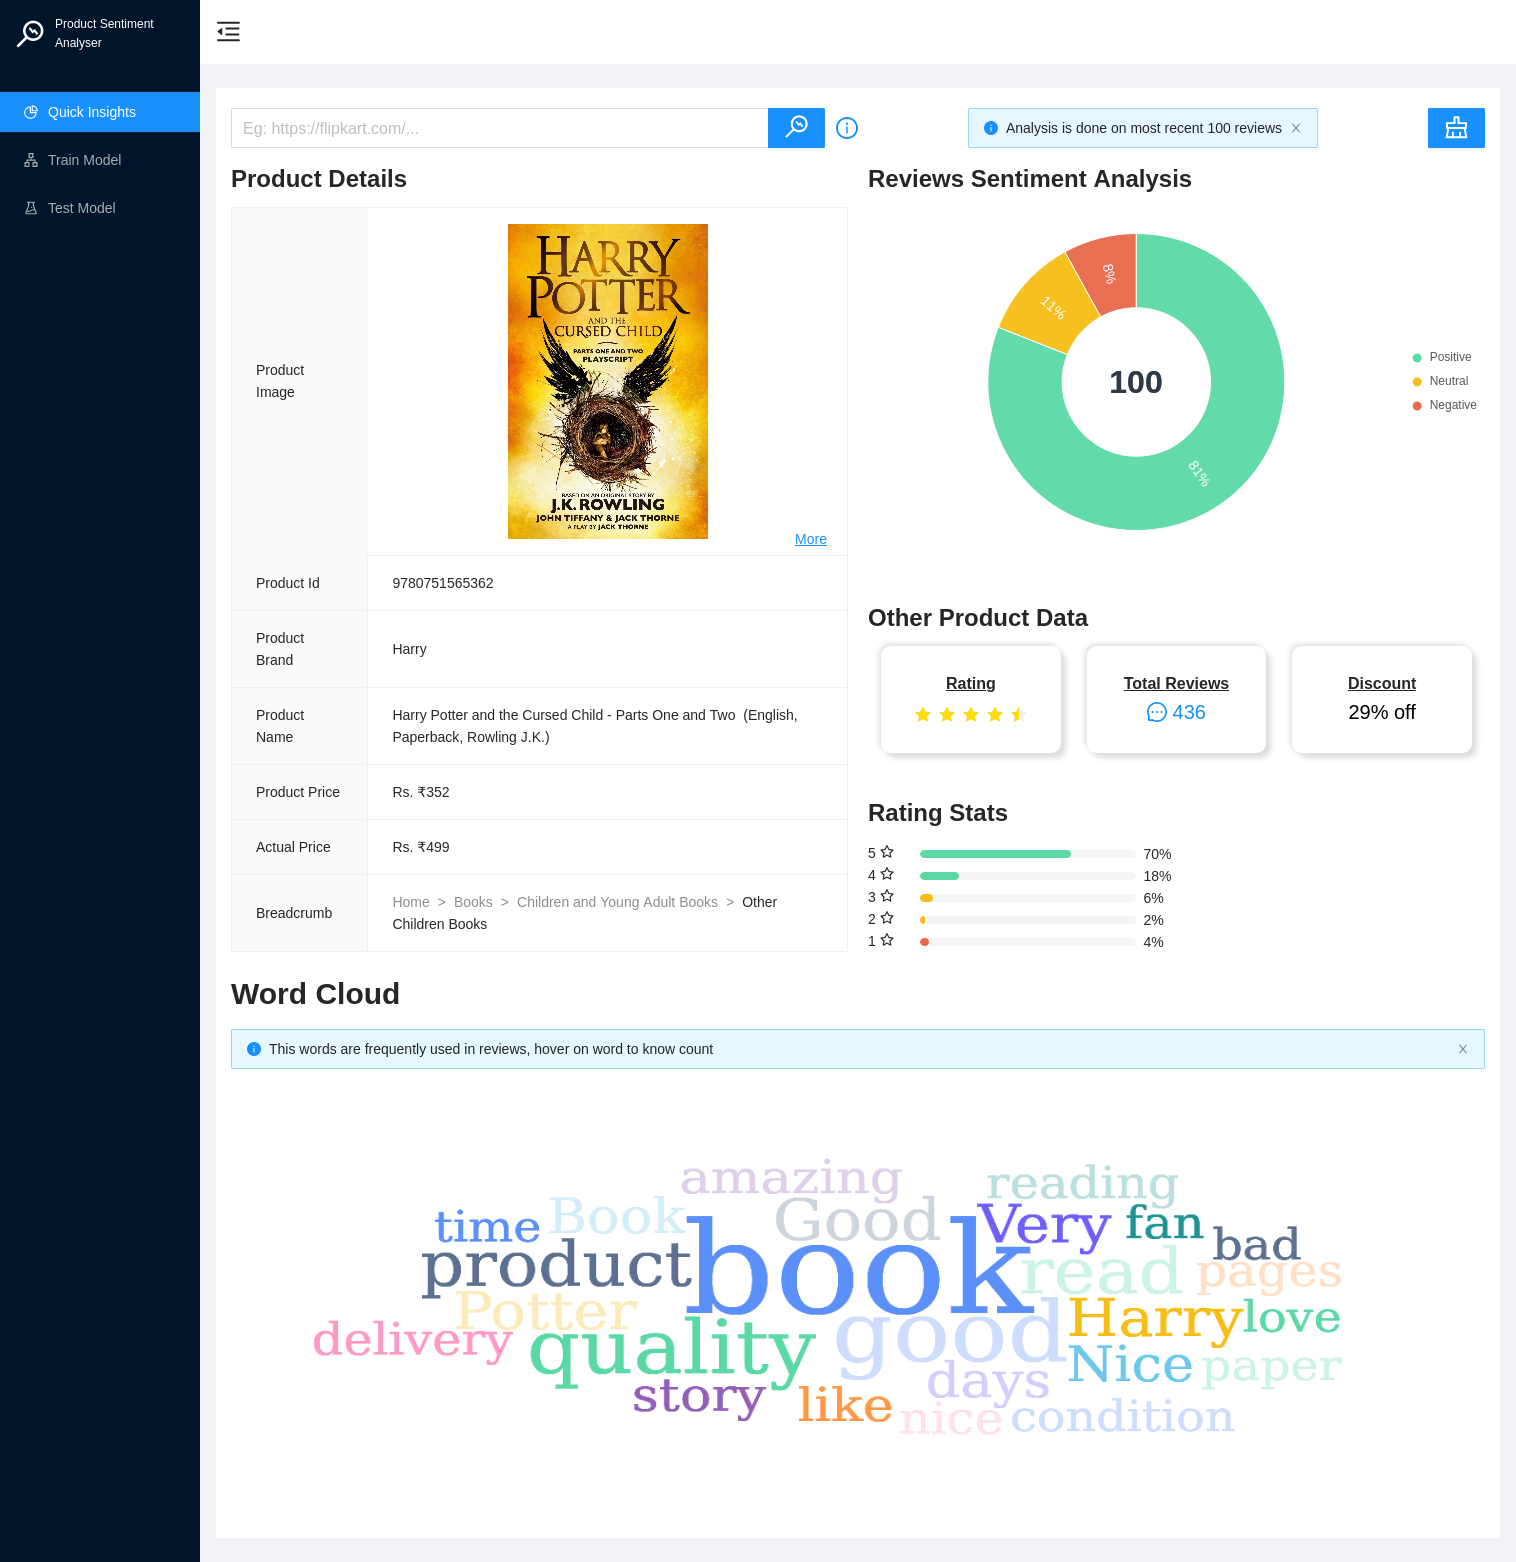 Product Sentiment
Analyser
Quick Insights
Train Model
Test Model
Eg: https://flipkart.com/...
Analysis is done on most recent 100 reviews
Product Details
Product
Image
HARRY
POTTER
AND THE
CURSED CHILD
PARTS ONE AND TWO
PLAYSCRIPT
BASED ON AN ORIGINAL STORY BY
J.K. ROWLING
JOHN TIFFANY & JACK THORNE
A PLAY BY JACK THORNE
More
Product Id
9780751565362
Product
Brand
Harry
Product
Name
Harry Potter and the Cursed Child - Parts One and Two  (English,
Paperback, Rowling J.K.)
Product Price
Rs. ₹352
Actual Price
Rs. ₹499
Breadcrumb
Home > Books > Children and Young Adult Books > Other
Children Books
Reviews Sentiment Analysis
8%
11%
100
81%
Positive
Neutral
Negative
Other Product Data
Rating
Total Reviews
436
Discount
29% off
Rating Stats
5 70%
4 18%
3 6%
2 2%
1 4%
Word Cloud
This words are frequently used in reviews, hover on word to know count
amazing
reading
time
Book
Good
Very
fan
bad
product
book
read
pages
Potter
Harry
love
delivery
quality
good
Nice
paper
story
like
days
nice
condition